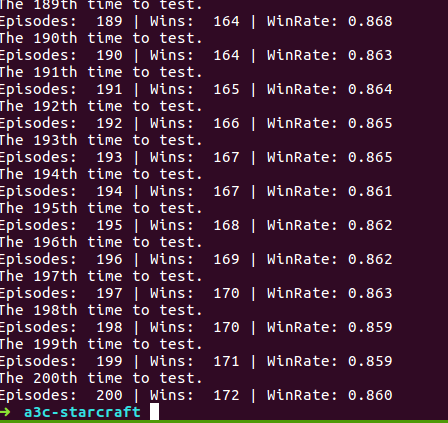 The 189th time to test.
Episodes:  189 | Wins:  164 | WinRate: 0.868
The 190th time to test.
Episodes:  190 | Wins:  164 | WinRate: 0.863
The 191th time to test.
Episodes:  191 | Wins:  165 | WinRate: 0.864
The 192th time to test.
Episodes:  192 | Wins:  166 | WinRate: 0.865
The 193th time to test.
Episodes:  193 | Wins:  167 | WinRate: 0.865
The 194th time to test.
Episodes:  194 | Wins:  167 | WinRate: 0.861
The 195th time to test.
Episodes:  195 | Wins:  168 | WinRate: 0.862
The 196th time to test.
Episodes:  196 | Wins:  169 | WinRate: 0.862
The 197th time to test.
Episodes:  197 | Wins:  170 | WinRate: 0.863
The 198th time to test.
Episodes:  198 | Wins:  170 | WinRate: 0.859
The 199th time to test.
Episodes:  199 | Wins:  171 | WinRate: 0.859
The 200th time to test.
Episodes:  200 | Wins:  172 | WinRate: 0.860
➜  a3c-starcraft